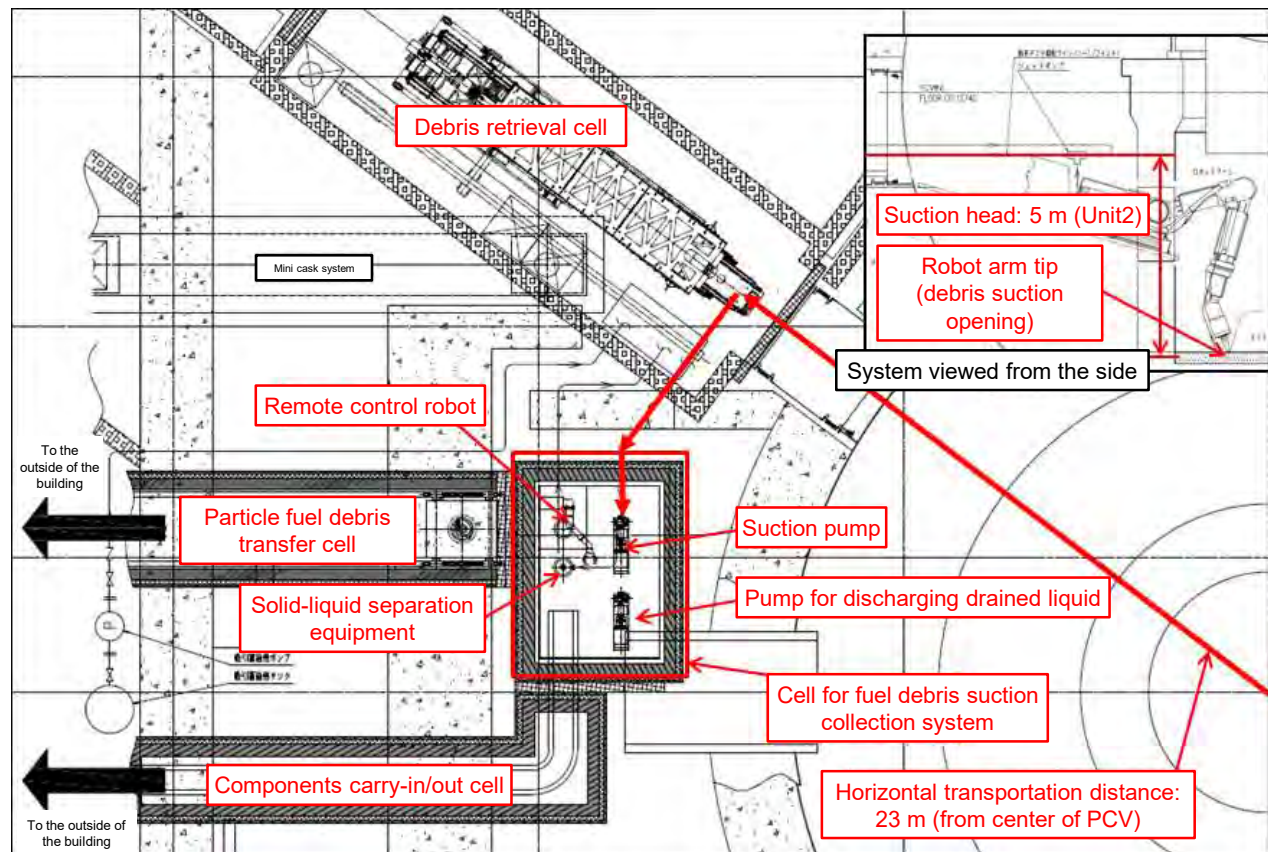 Debris retrieval cell
Mini cask system
Suction head: 5 m (Unit2)
Robot arm tip
(debris suction
opening)
System viewed from the side
Remote control robot
To the
outside of the
building
Particle fuel debris
transfer cell
Suction pump
Solid-liquid separation
equipment
Pump for discharging drained liquid
Cell for fuel debris suction
collection system
Components carry-in/out cell
Horizontal transportation distance:
23 m (from center of PCV)
To the outside of
the building